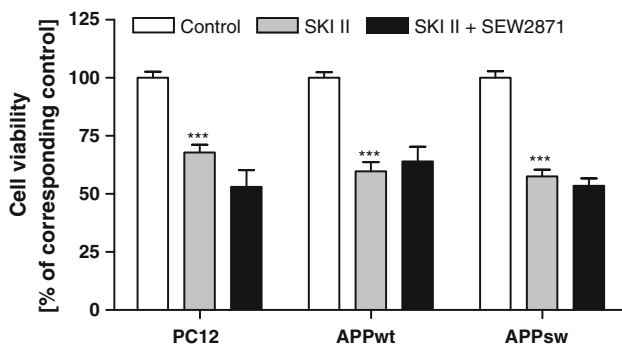 Cell viability
[% of corresponding control]
125
100
75
50
25
0
Control
SKI II
SKI II + SEW2871
***
***
***
PC12
APPwt
APPsw